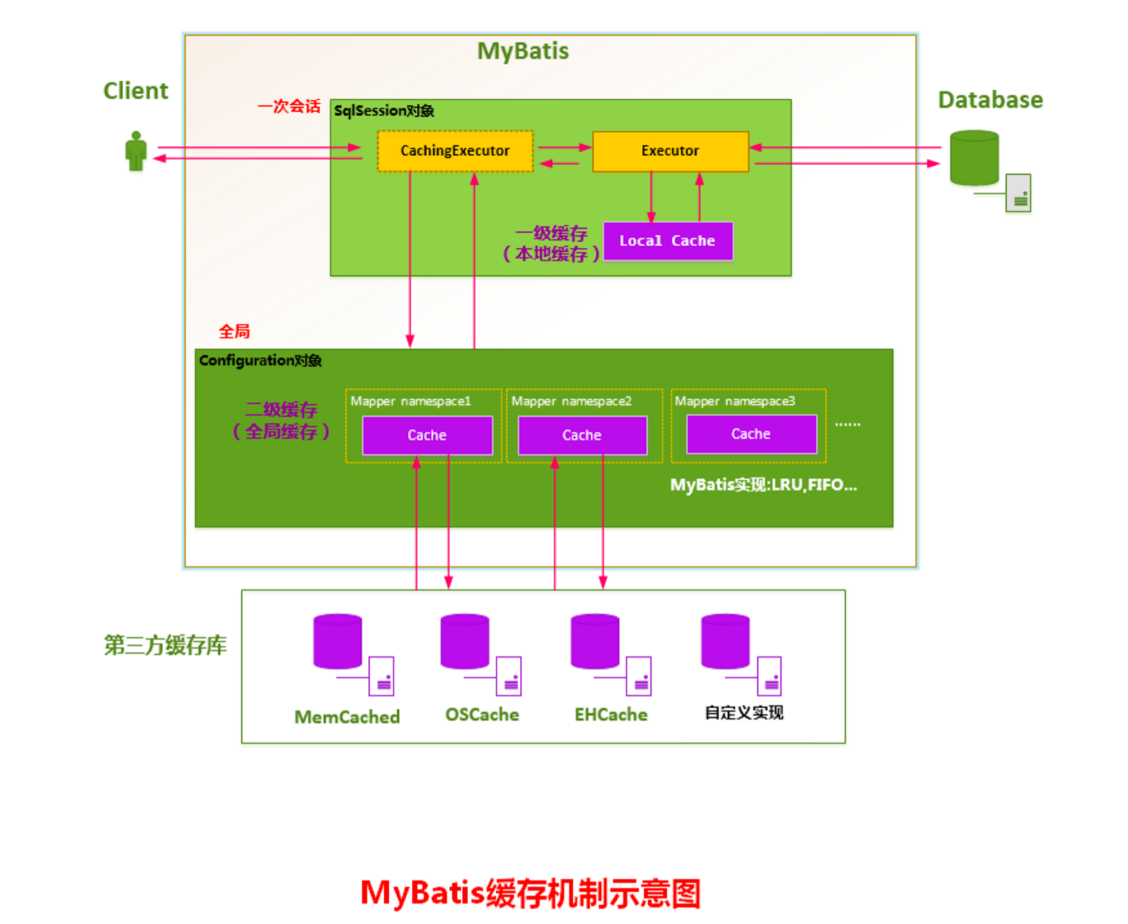 MyBatis
Client
Database
一次会话
SqlSession对象
CachingExecutor
Executor
一级缓存
（本地缓存）
Local Cache
全局
Configuration对象
二级缓存
（全局缓存）
Mapper namespace1
Cache
Mapper namespace2
Cache
Mapper namespace3
Cache
......
MyBatis实现:LRU,FIFO...
第三方缓存库
MemCached
OSCache
EHCache
自定义实现
MyBatis缓存机制示意图